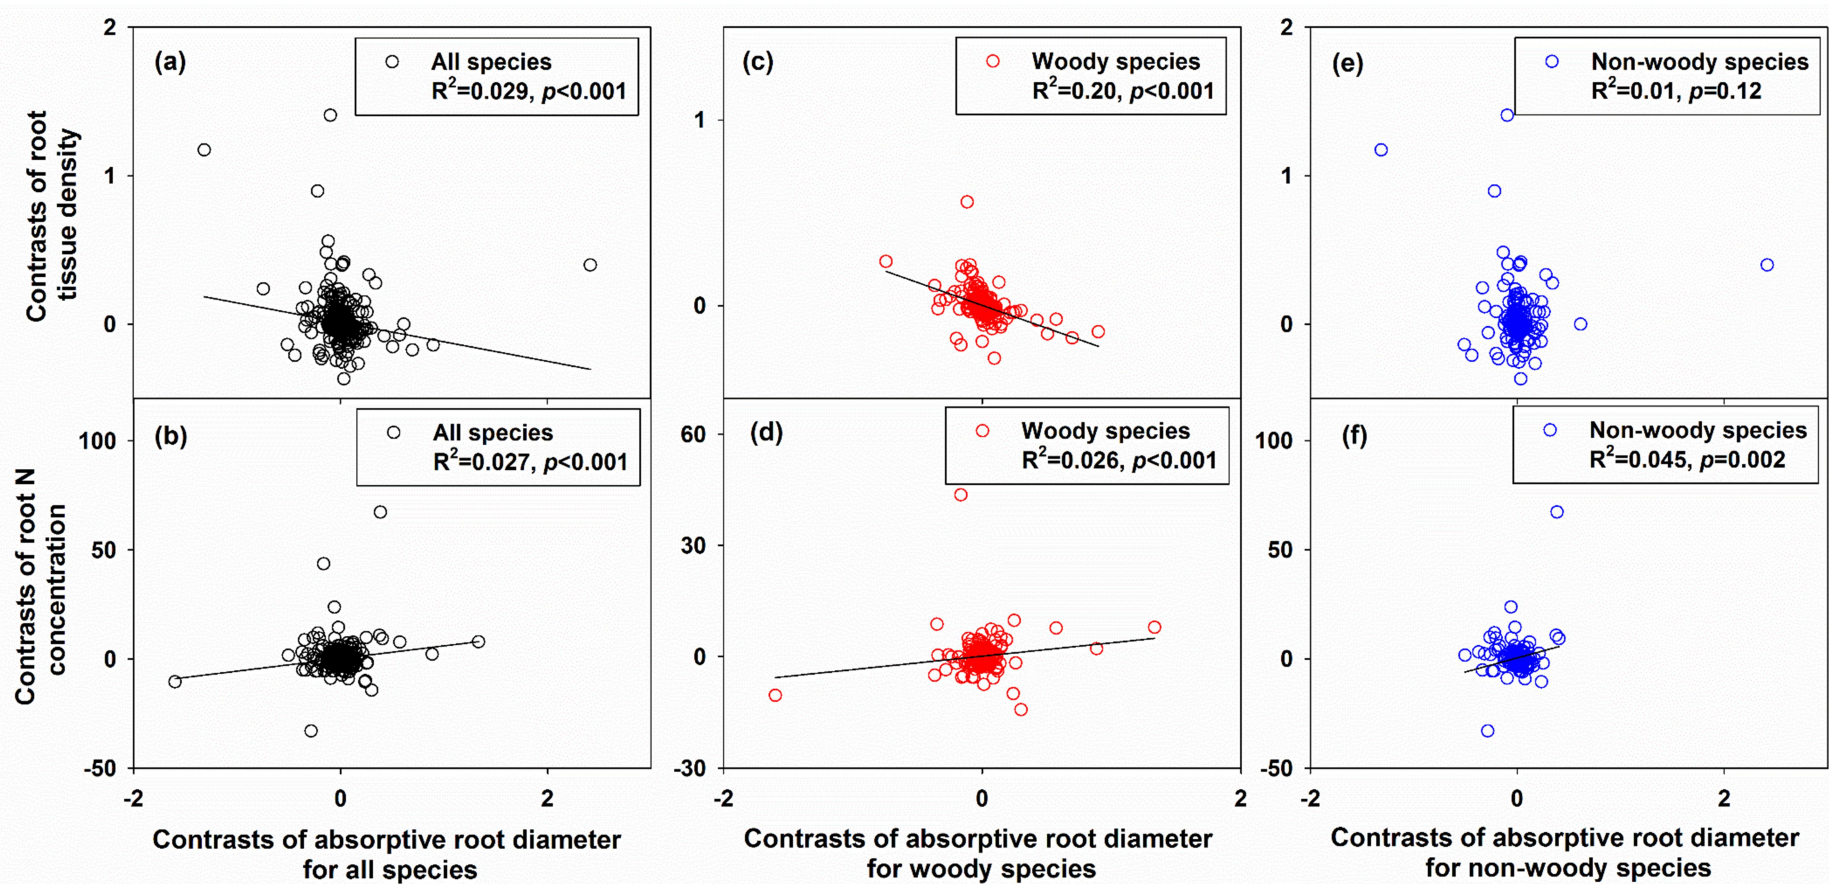 2
1
0
Contrasts of root
tissue density
(a)
All species
R²=0.029, p<0.001
1
0
(c)
Woody species
R²=0.20, p<0.001
2
1
0
(e)
Non-woody species
R²=0.01, p=0.12
100
50
0
-50
Contrasts of root N
concentration
(b)
All species
R²=0.027, p<0.001
60
30
0
-30
(d)
Woody species
R²=0.026, p<0.001
100
50
0
-50
(f)
Non-woody species
R²=0.045, p=0.002
-2 0 2
-2 0 2
-2 0 2
Contrasts of absorptive root diameter
for all species
Contrasts of absorptive root diameter
for woody species
Contrasts of absorptive root diameter
for non-woody species